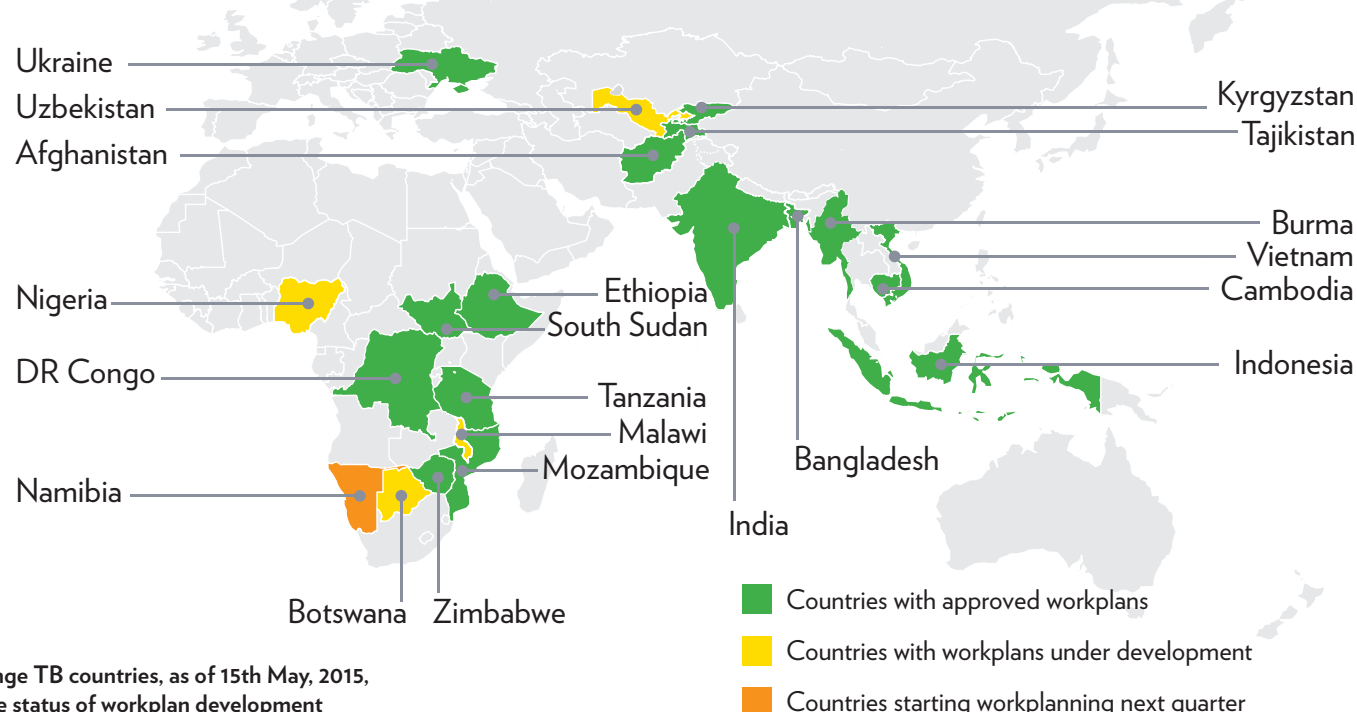 Ukraine
Uzbekistan
Afghanistan
Kyrgyzstan
Tajikistan
Burma
Vietnam
Cambodia
Nigeria
Ethiopia
South Sudan
DR Congo
Indonesia
Tanzania
Malawi
Mozambique
Bangladesh
Namibia
India
Botswana
Zimbabwe
Countries with approved workplans
Countries with workplans under development
Countries starting workplanning next quarter
TB countries, as of 15th May, 2015,
status of workplan development